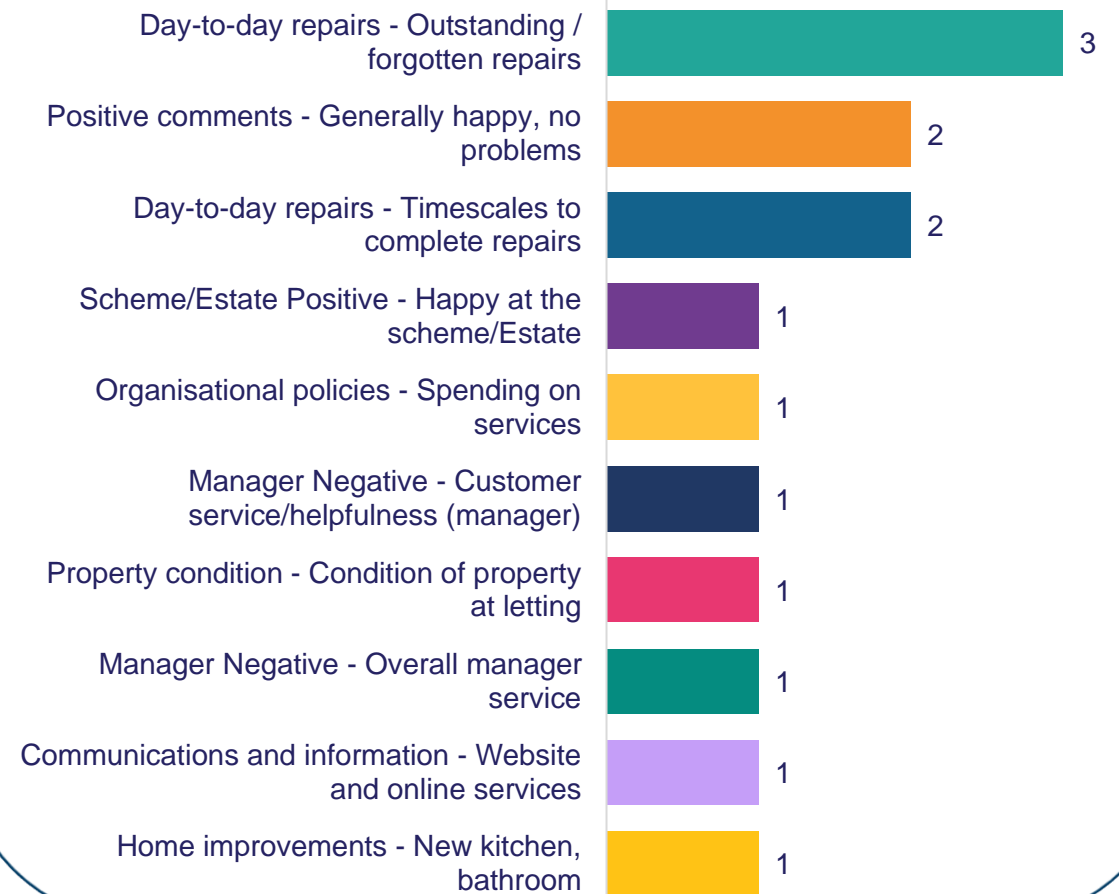 Day-to-day repairs - Outstanding /
forgotten repairs
3
Positive comments - Generally happy, no
problems
2
Day-to-day repairs - Timescales to
complete repairs
2
Scheme/Estate Positive - Happy at the
scheme/Estate
1
Organisational policies - Spending on
services
1
Manager Negative - Customer
service/helpfulness (manager)
1
Property condition - Condition of property
at letting
1
Manager Negative - Overall manager
service
1
Communications and information - Website
and online services
1
Home improvements - New kitchen,
bathroom
1